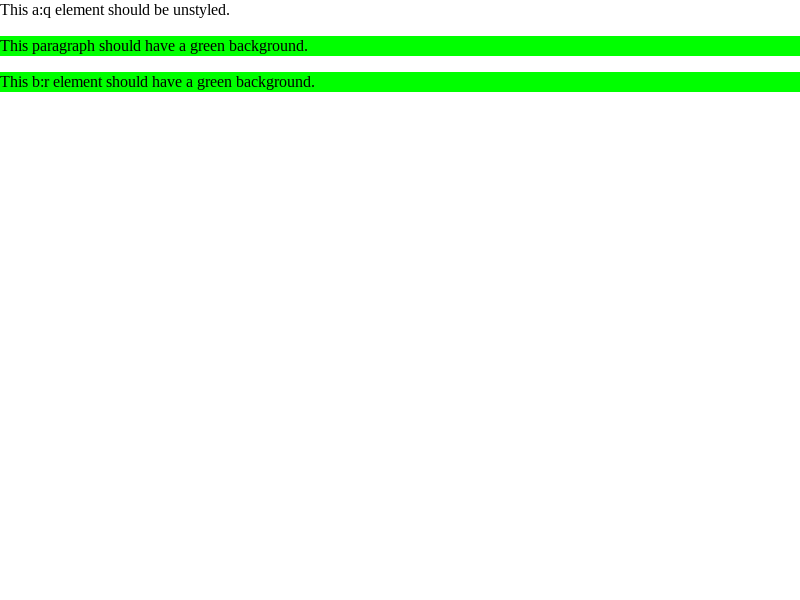 This a:q element should be unstyled.
This paragraph should have a green background.
This b:r element should have a green background.